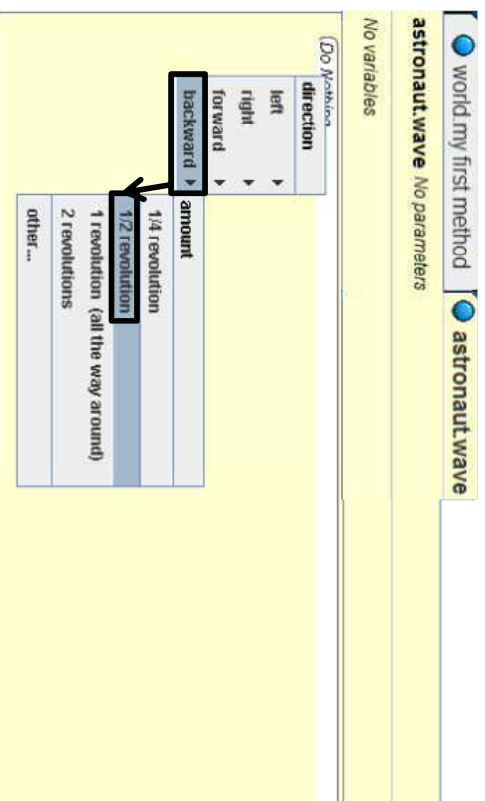 world.my first method astronaut.wave
astronaut.wave No parameters
No variables
(Do Nothing
direction
left
right
forward
backward
amount
1/4 revolution
1/2 revolution
1 revolution (all the way around)
2 revolutions
other...